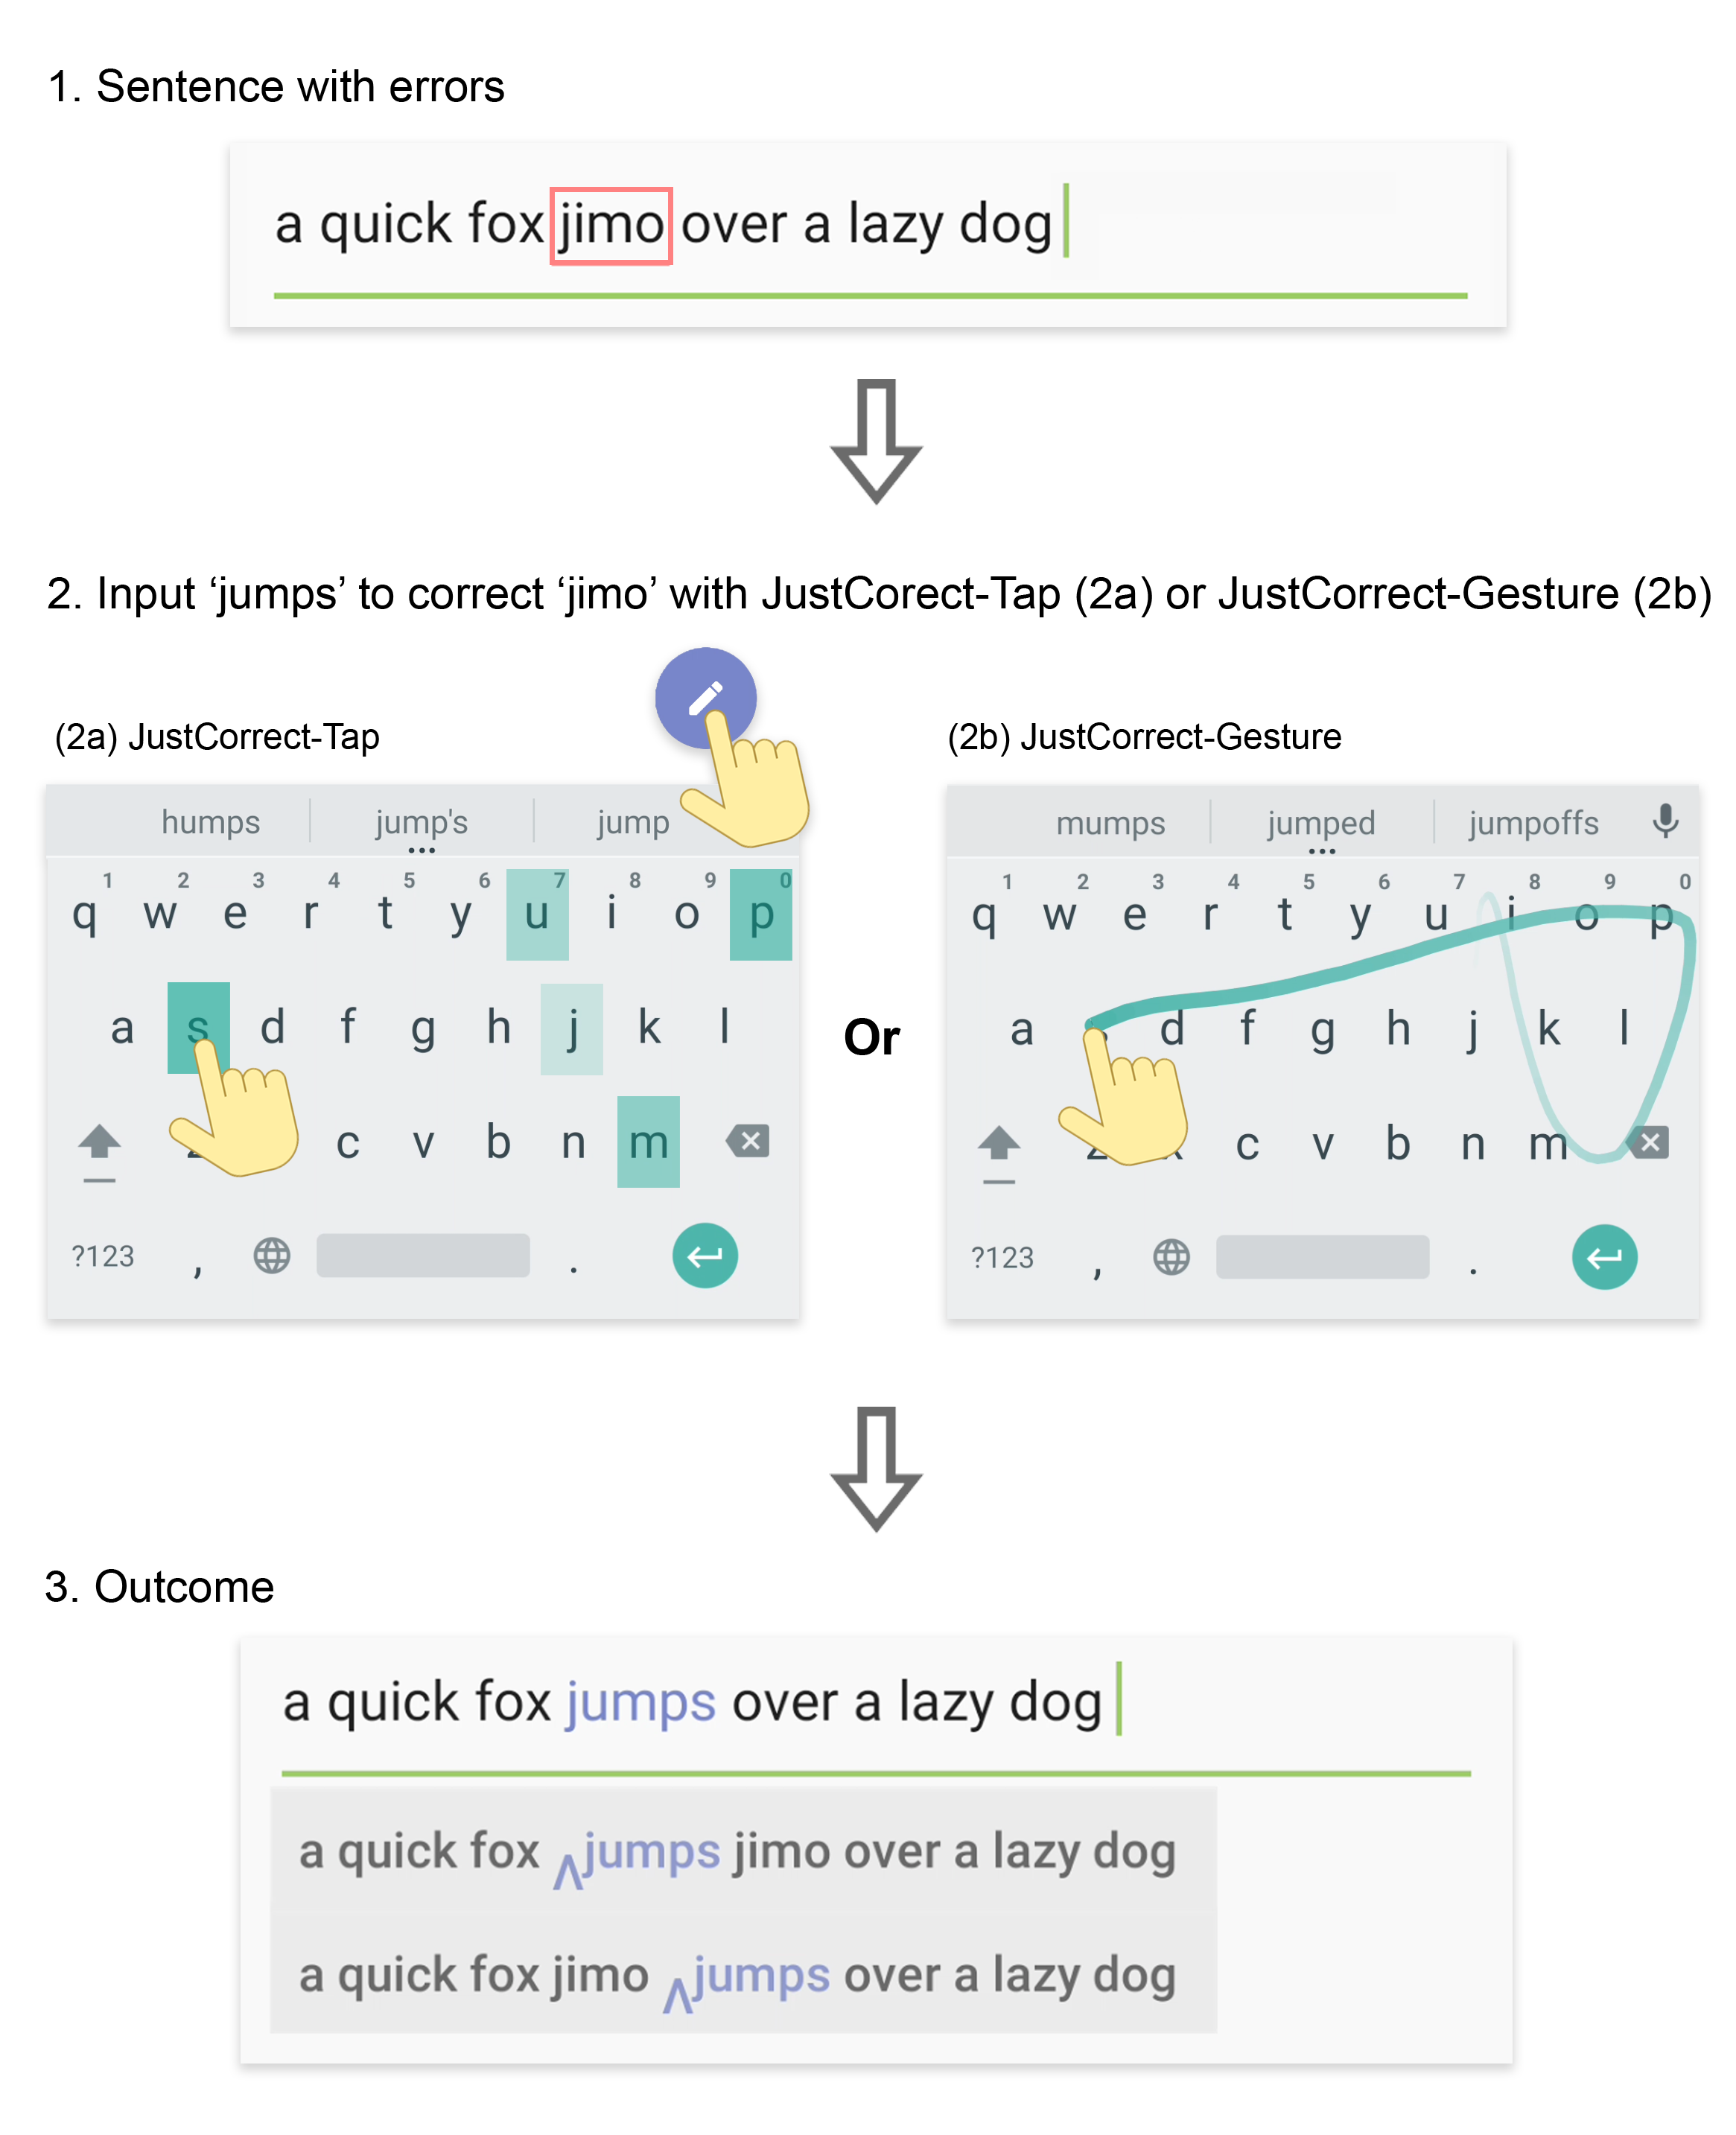 1. Sentence with errors
a quick fox jimo over a lazy dog
2. Input ‘jumps’ to correct ‘jimo’ with JustCorect-Tap (2a) or JustCorrect-Gesture (2b)
(2a) JustCorrect-Tap
humps jump's jump
1 2 3 4 5 6 7 8 9 0
q w e r t y u i o p
a s d f g h j k l
z c v b n m
?123 , .
Or
(2b) JustCorrect-Gesture
mumps jumped jumpoffs
1 2 3 4 5 6 7 8 9 0
q w e r t y u i o p
a d f g h j k l
z x c v b n m
?123 , .
3. Outcome
a quick fox jumps over a lazy dog
a quick fox ^jumps jimo over a lazy dog
a quick fox jimo ^jumps over a lazy dog